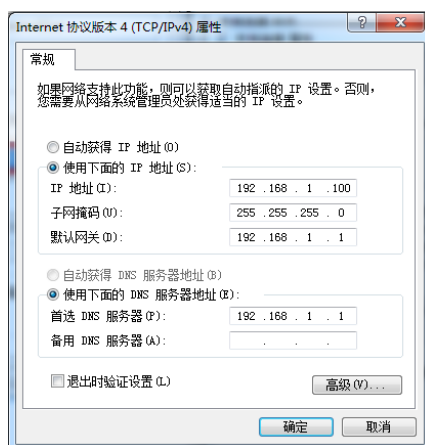 Internet 协议版本 4 (TCP/IPv4) 属性
常规
如果网络支持此功能，则可以获取自动指派的 IP 设置。否则，
您需要从网络系统管理员处获得适当的 IP 设置。
自动获得 IP 地址(O)
使用下面的 IP 地址(S):
IP 地址(I): 192 . 168 . 1 . 100
子网掩码(U): 255 . 255 . 255 . 0
默认网关(D): 192 . 168 . 1 . 1
自动获得 DNS 服务器地址(B)
使用下面的 DNS 服务器地址(E):
首选 DNS 服务器(P): 192 . 168 . 1 . 1
备用 DNS 服务器(A): . . .
退出时验证设置(L)
高级(V)...
确定 取消